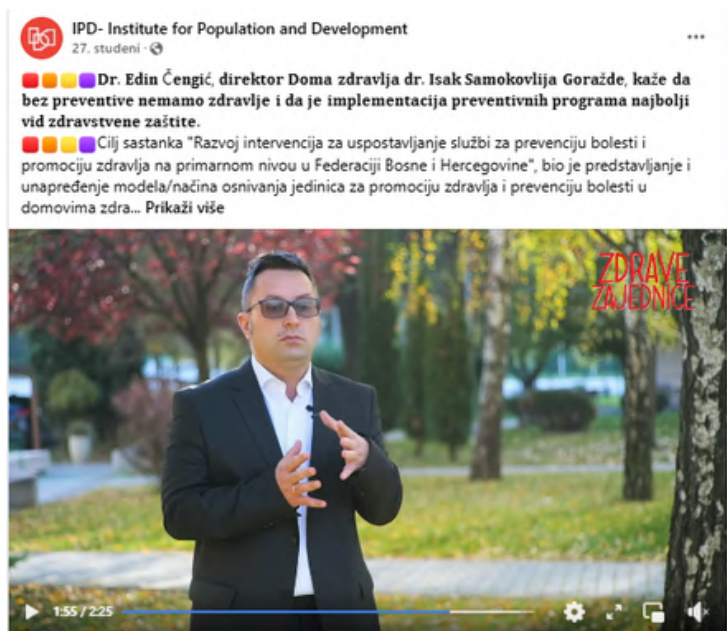 IPD- Institute for Population and Development
27. studeni ·
Dr. Edin Čengić, direktor Doma zdravlja dr. Isak Samokovlija Goražde, kaže da
bez preventive nemamo zdravlje i da je implementacija preventivnih programa najbolji
vid zdravstvene zaštite.
Cilj sastanka "Razvoj intervencija za uspostavljanje službi za prevenciju bolesti i
promociju zdravlja na primarnom nivou u Federaciji Bosne i Hercegovine", bio je predstavljanje i
unapređenje modela/načina osnivanja jedinica za promociju zdravlja i prevenciju bolesti u
domovima zdra... Prikaži više
ZDRAVE
ZAJEDNICE
1:55 / 2:25